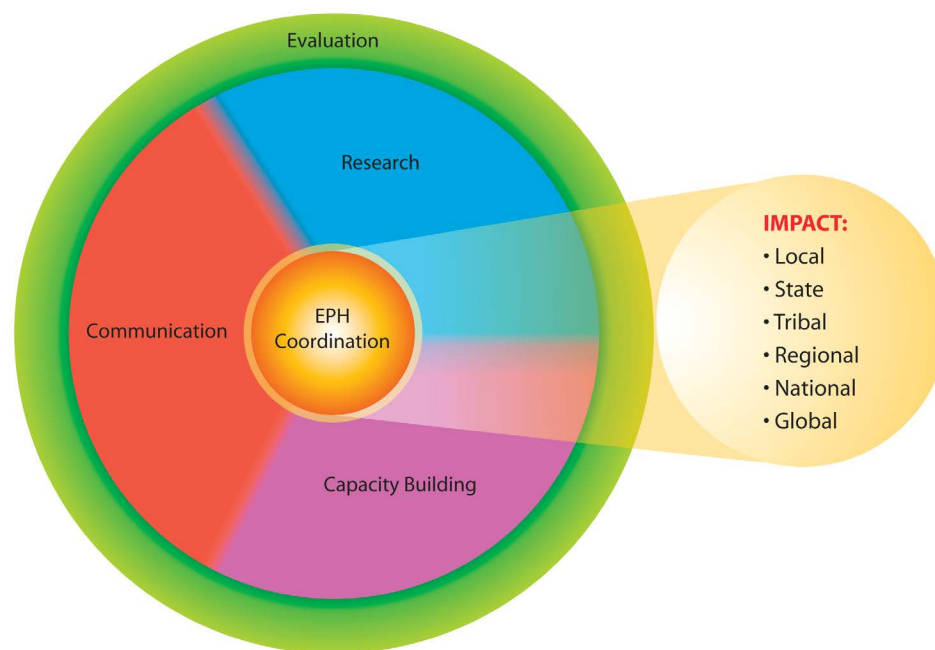 Evaluation
Research
Communication
EPH
Coordination
Capacity Building
IMPACT:
• Local
• State
• Tribal
• Regional
• National
• Global